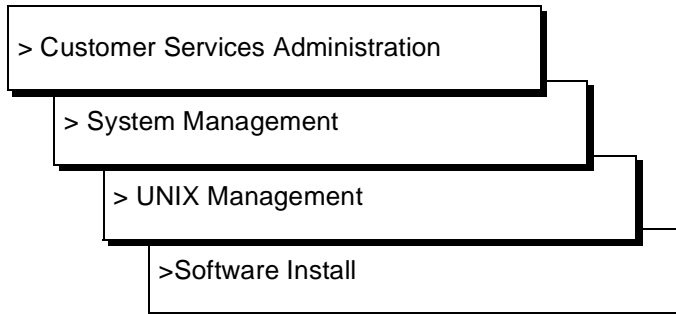 > Customer Services Administration
> System Management
> UNIX Management
>Software Install